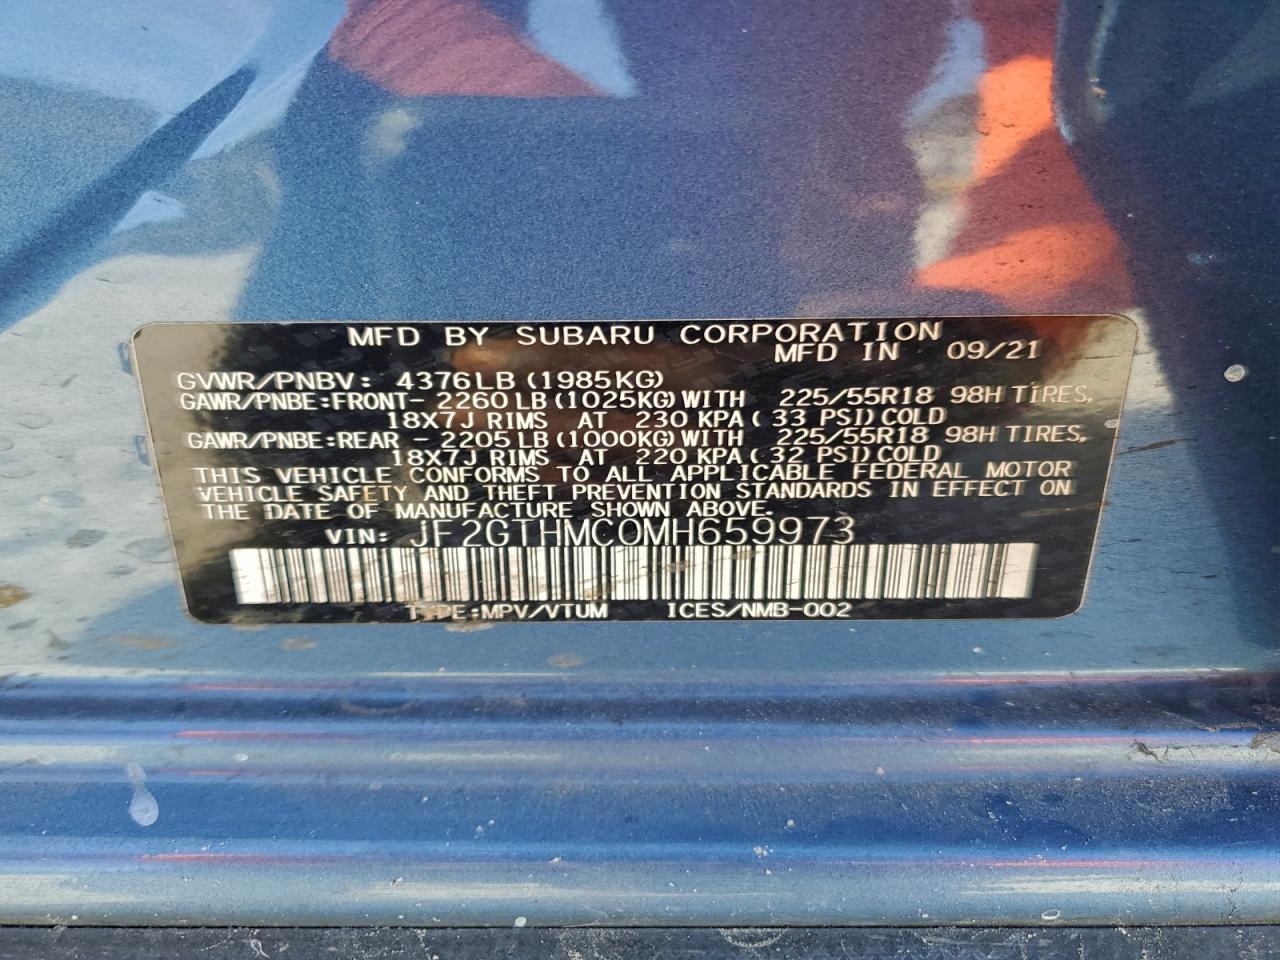 MFD BY SUBARU CORPORATION
MFD IN 09/21
GVWR/PNBV: 4376LB (1985KG)
GAWR/PNBE:FRONT- 2260 LB (1025KG) WITH 225/55R18 98H TIRES,
18X7J RIMS AT 230 KPA ( 33 PSI) COLD
GAWR/PNBE:REAR - 2205 LB (1000KG) WITH 225/55R18 98H TIRES,
18X7J RIMS AT 220 KPA ( 32 PSI) COLD
THIS VEHICLE CONFORMS TO ALL APPLICABLE FEDERAL MOTOR
VEHICLE SAFETY AND THEFT PREVENTION STANDARDS IN EFFECT ON
THE DATE OF MANUFACTURE SHOWN ABOVE.
VIN: JF2GTHMC0MH659973
TYPE:MPV/VTUM ICES/NMB-002